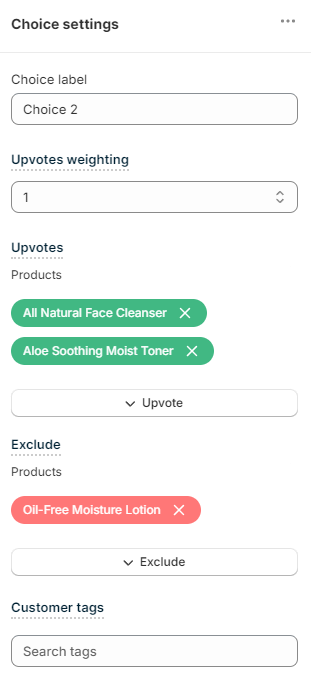 Choice settings
Choice label
Choice 2
Upvotes weighting
1
Upvotes
Products
All Natural Face Cleanser
Aloe Soothing Moist Toner
Upvote
Exclude
Products
Oil-Free Moisture Lotion
Exclude
Customer tags
Search tags